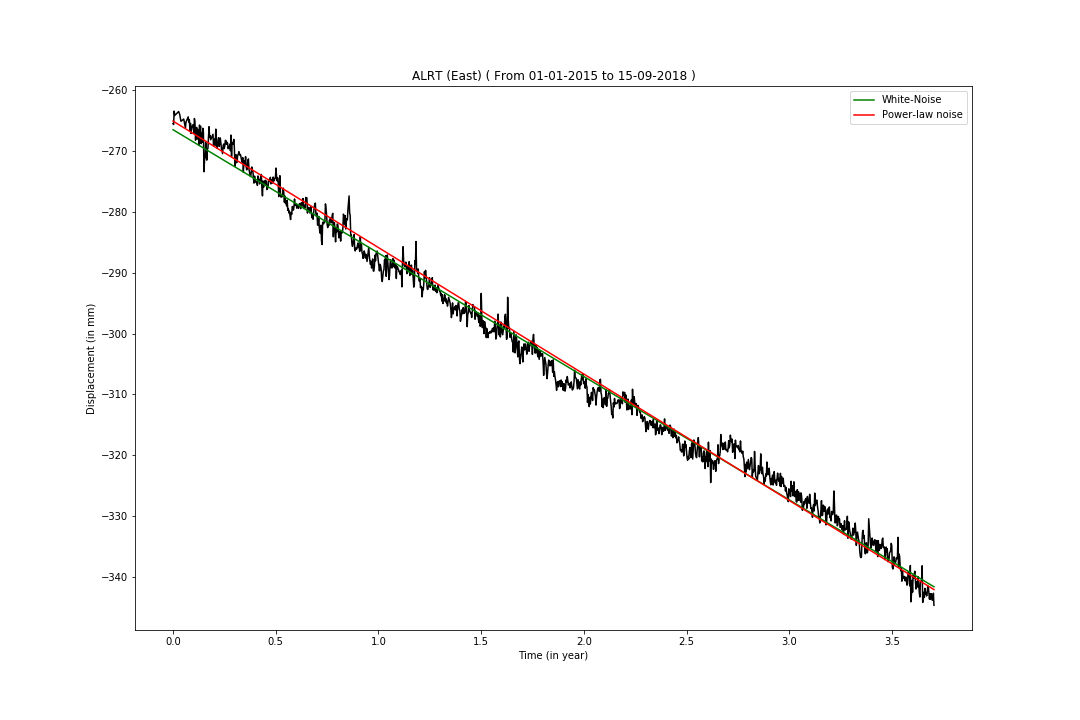 ALRT (East) ( From 01-01-2015 to 15-09-2018 )
White-Noise
Power-law noise
Displacement (in mm)
−260
−270
−280
−290
−300
−310
−320
−330
−340
0.0 0.5 1.0 1.5 2.0 2.5 3.0 3.5
Time (in year)